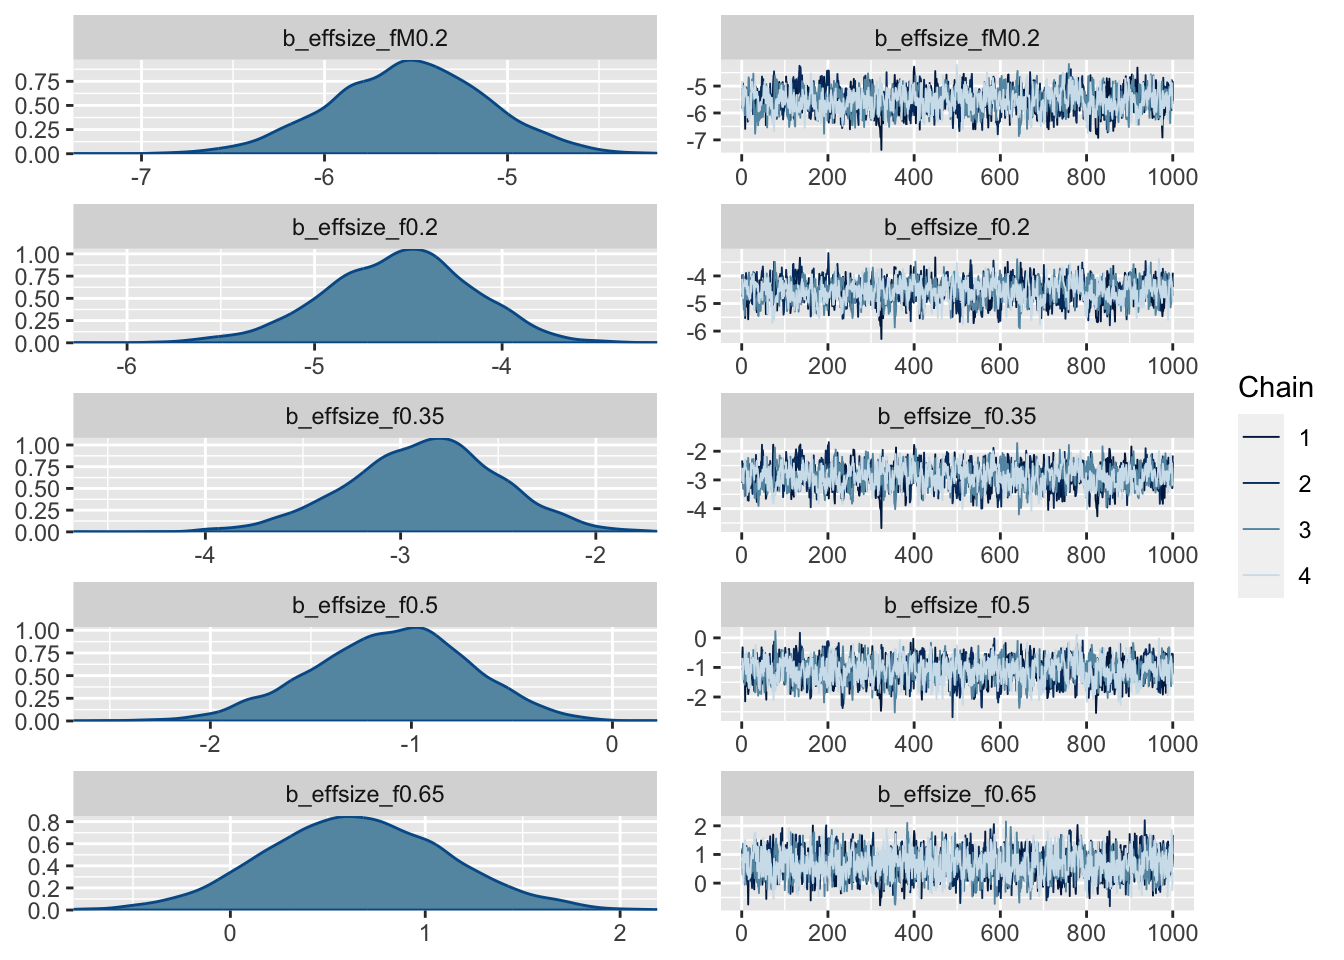 b_effsize_fM0.2
0.75
0.50
0.25
0.00
-7 -6 -5
b_effsize_fM0.2
-5
-6
-7
0 200 400 600 800 1000
b_effsize_f0.2
1.00
0.75
0.50
0.25
0.00
-6 -5 -4
b_effsize_f0.2
-4
-5
-6
0 200 400 600 800 1000
b_effsize_f0.35
1.00
0.75
0.50
0.25
0.00
-4 -3 -2
b_effsize_f0.35
-2
-3
-4
0 200 400 600 800 1000
b_effsize_f0.5
1.00
0.75
0.50
0.25
0.00
-2 -1 0
b_effsize_f0.5
0
-1
-2
0 200 400 600 800 1000
b_effsize_f0.65
0.8
0.6
0.4
0.2
0.0
0 1 2
b_effsize_f0.65
2
1
0
0 200 400 600 800 1000
Chain
1
2
3
4